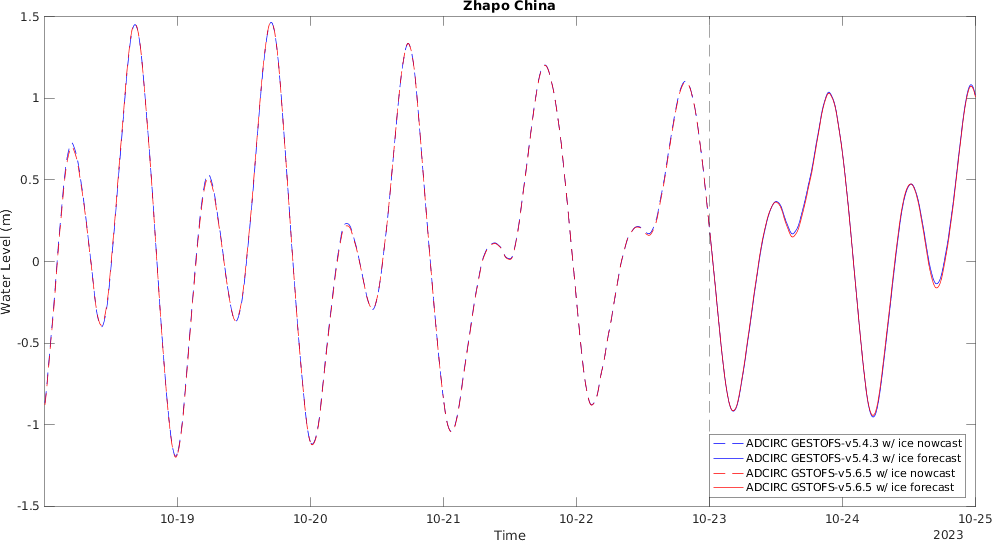 Zhapo China
1.5
1
0.5
0
-0.5
-1
-1.5
Water Level (m)
10-19 10-20 10-21 10-22 10-23 10-24 10-25
Time
2023
ADCIRC GESTOFS-v5.4.3 w/ ice nowcast
ADCIRC GESTOFS-v5.4.3 w/ ice forecast
ADCIRC GSTOFS-v5.6.5 w/ ice nowcast
ADCIRC GSTOFS-v5.6.5 w/ ice forecast